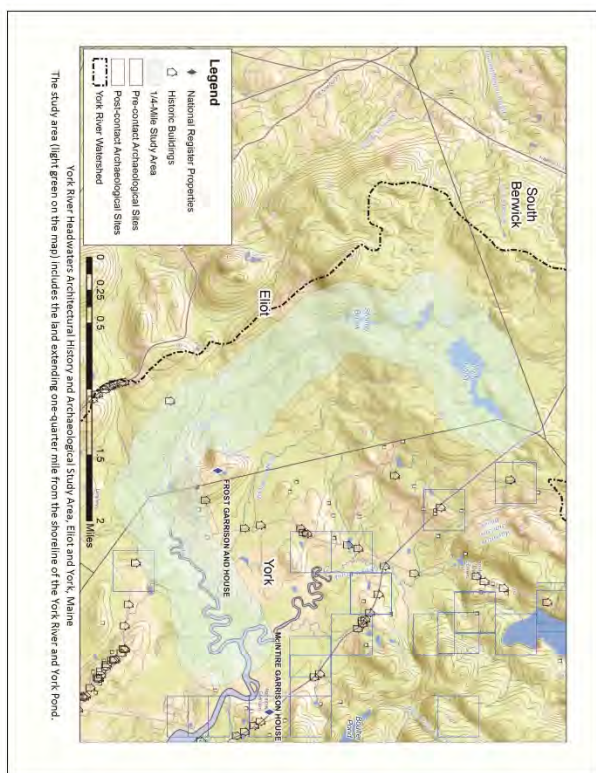 South
Berwick
Eliot
York
FROST GARRISON AND HOUSE
McINTIRE GARRISON HOUSE
Legend
National Register Properties
Historic Buildings
1/4-Mile Study Area
Pre-contact Archaeological Sites
Post-contact Archaeological Sites
York River Watershed
0 0.25 0.5 1 1.5 2
Miles
York River Headwaters Architectural History and Archaeological Study Area, Eliot and York, Maine
The study area (light green on the map) includes the land extending one-quarter mile from the shoreline of the York River and York Pond.